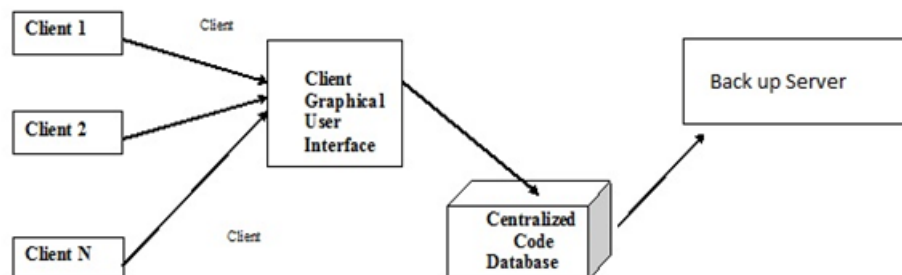 Client 1
Client
Client
Graphical
User
Interface
Back up Server
Client 2
Client N
Client
Centralized
Code
Database